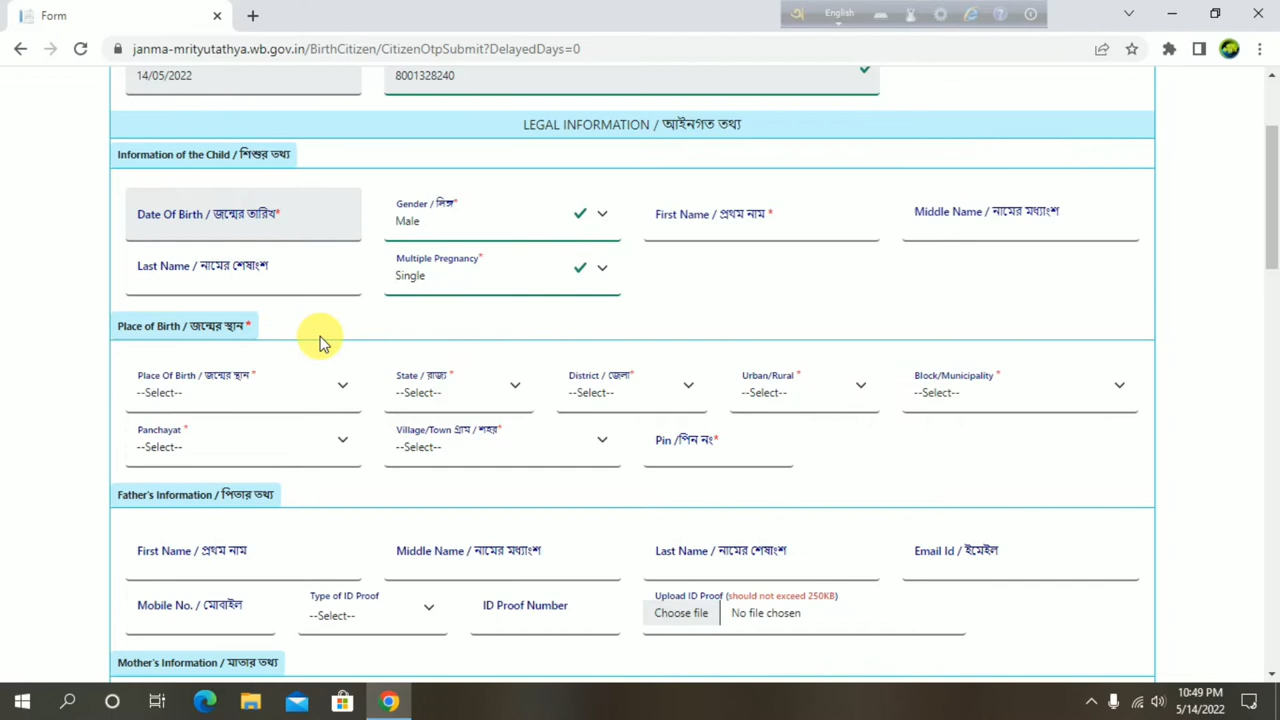 Form
English
janma-mrityutathya.wb.gov.in/BirthCitizen/CitizenOtpSubmit?DelayedDays=0
14/05/2022 8001328240
LEGAL INFORMATION / আইনগত তথ্য
Information of the Child / শিশুর তথ্য
Date Of Birth / জন্মের তারিখ* Gender / লিঙ্গ* Male First Name / প্রথম নাম * Middle Name / নামের মধ্যাংশ
Last Name / নামের শেষাংশ Multiple Pregnancy* Single
Place of Birth / জন্মের স্থান *
Place Of Birth / জন্মের স্থান * State / রাজ্য * District / জেলা* Urban/Rural * Block/Municipality *
--Select-- --Select-- --Select-- --Select-- --Select--
Panchayat * Village/Town গ্রাম / শহর* Pin /পিন নং*
--Select-- --Select--
Father's Information / পিতার তথ্য
First Name / প্রথম নাম Middle Name / নামের মধ্যাংশ Last Name / নামের শেষাংশ Email Id / ইমেইল
Mobile No. / মোবাইল Type of ID Proof --Select-- ID Proof Number Upload ID Proof (should not exceed 250KB)
Choose file No file chosen
Mother's Information / মাতার তথ্য
10:49 PM
5/14/2022